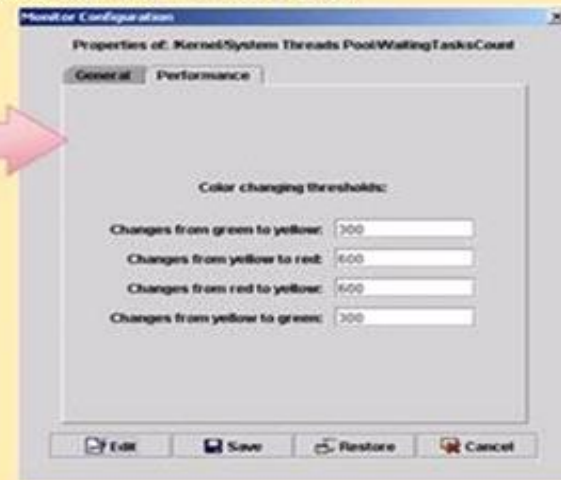 Monitor Configuration
Properties of: /Kernel/System Threads Pool/WaitingTasksCount
General Performance
Color changing thresholds:
Changes from green to yellow: 300
Changes from yellow to red: 600
Changes from red to yellow: 600
Changes from yellow to green: 300
Edit Save Restore Cancel